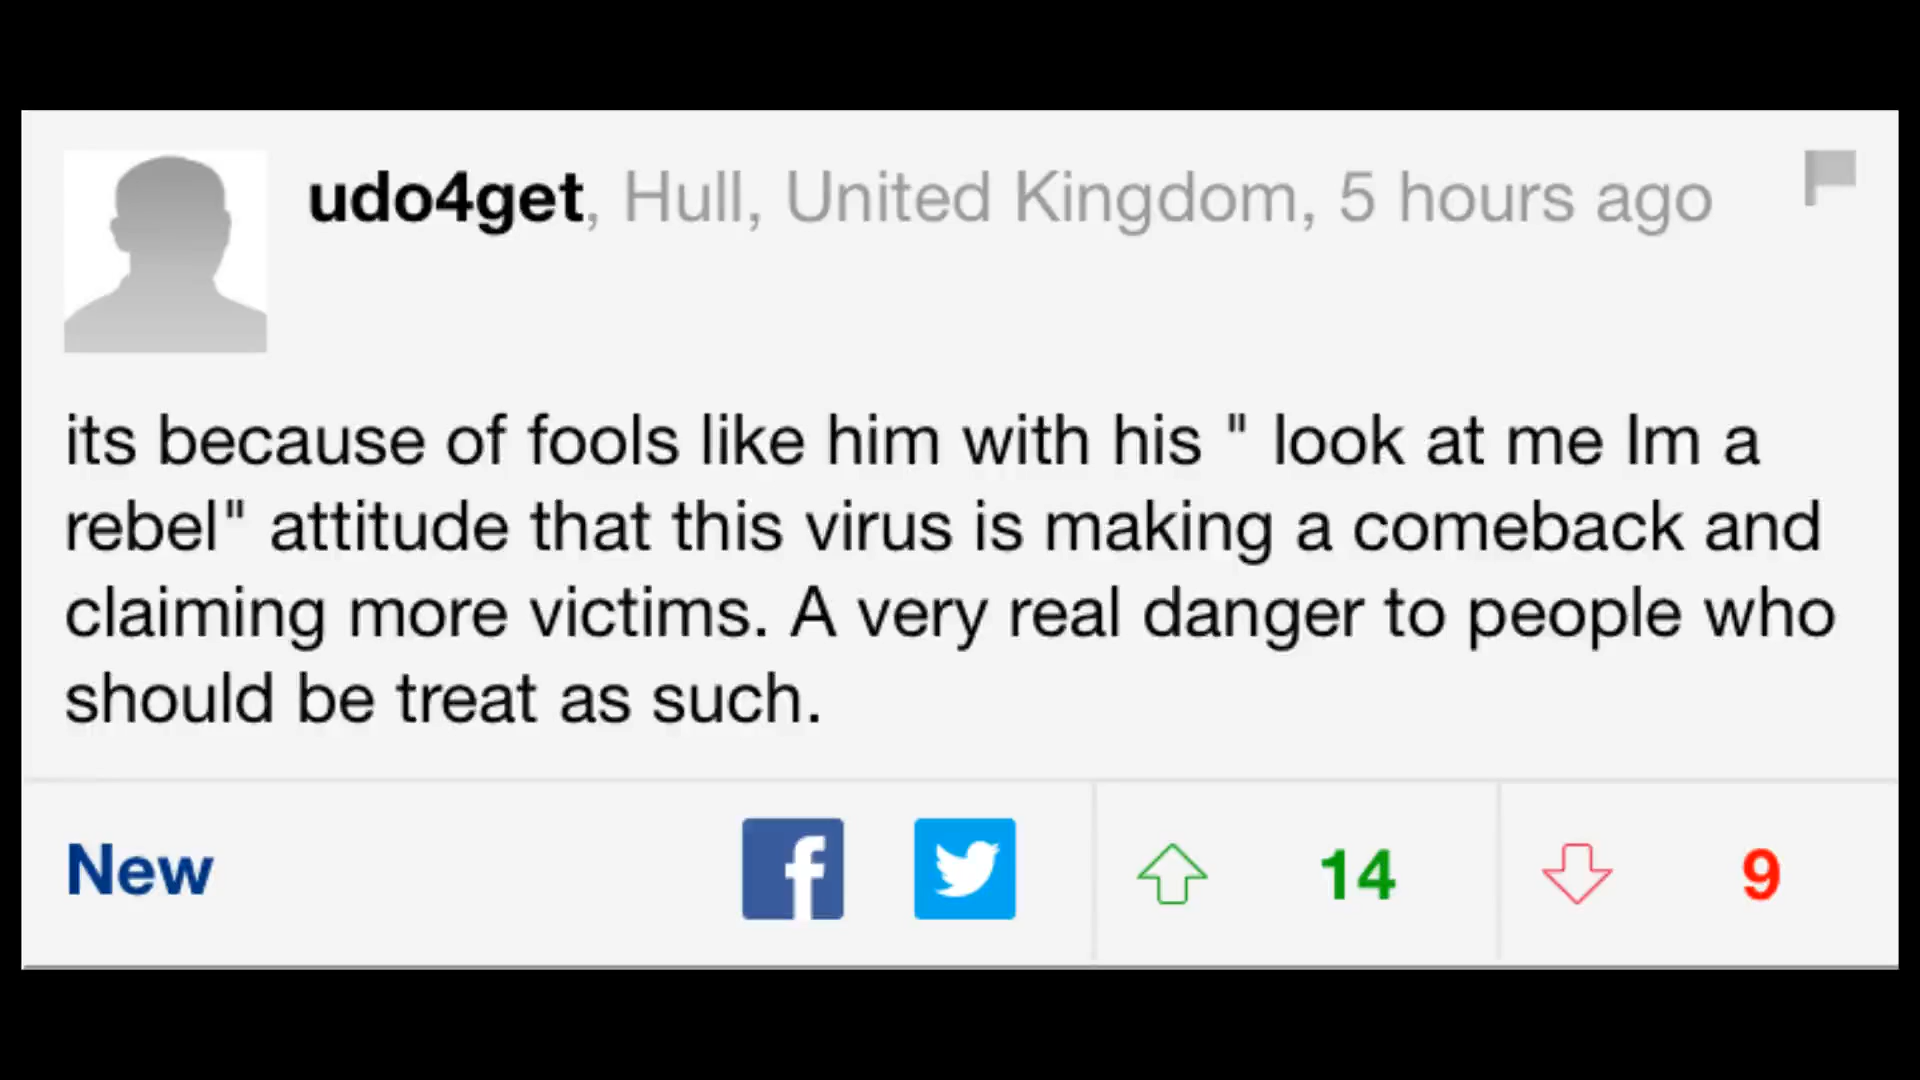 udo4get, Hull, United Kingdom, 5 hours ago
its because of fools like him with his " look at me Im a
rebel" attitude that this virus is making a comeback and
claiming more victims. A very real danger to people who
should be treat as such.
New 14 9